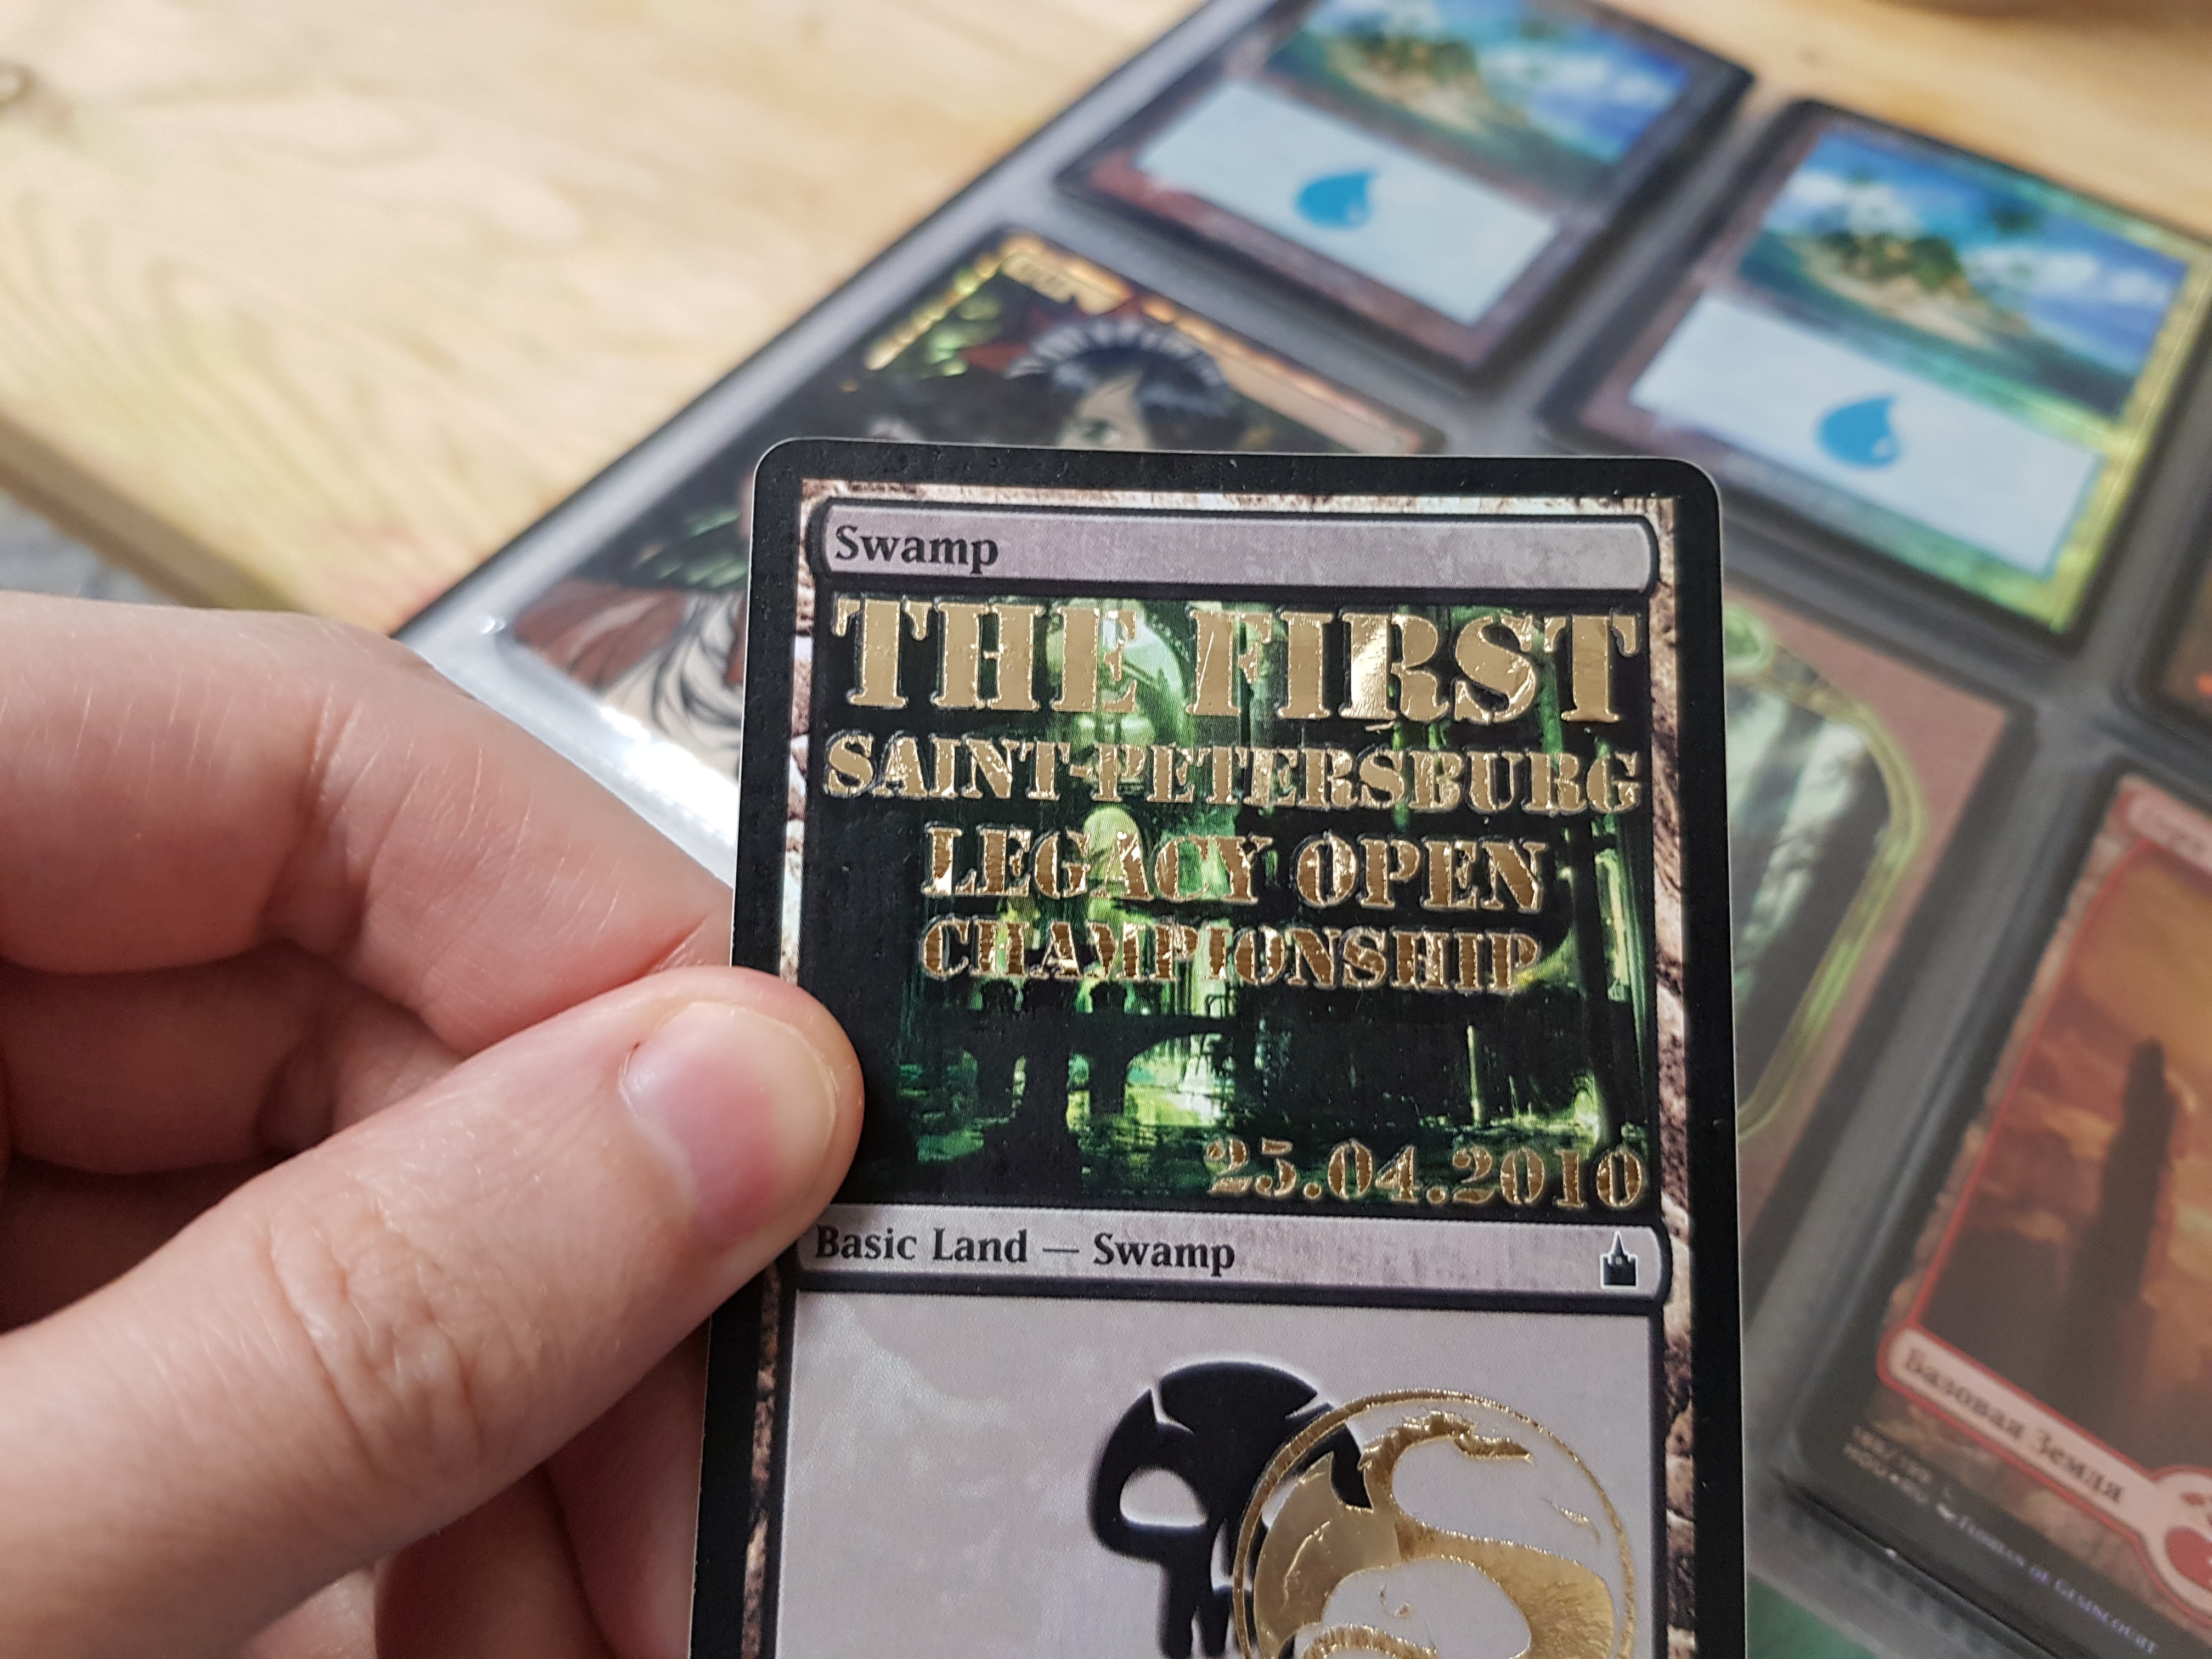 Swamp
THE FIRST
SAINT-PETERSBURG
LEGACY OPEN
CHAMPIONSHIP
25.04.2010
Basic Land — Swamp
Базовая Земля